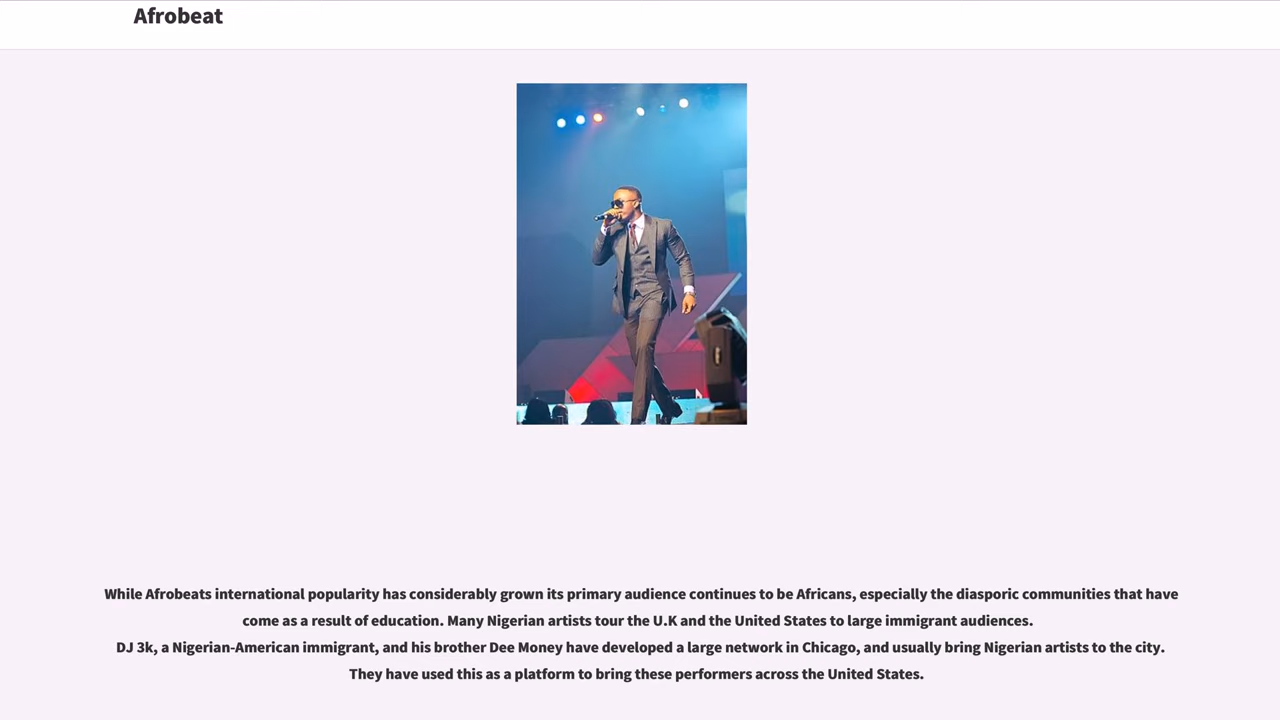 Afrobeat
While Afrobeats international popularity has considerably grown its primary audience continues to be Africans, especially the diasporic communities that have
come as a result of education. Many Nigerian artists tour the U.K and the United States to large immigrant audiences.
DJ 3k, a Nigerian-American immigrant, and his brother Dee Money have developed a large network in Chicago, and usually bring Nigerian artists to the city.
They have used this as a platform to bring these performers across the United States.